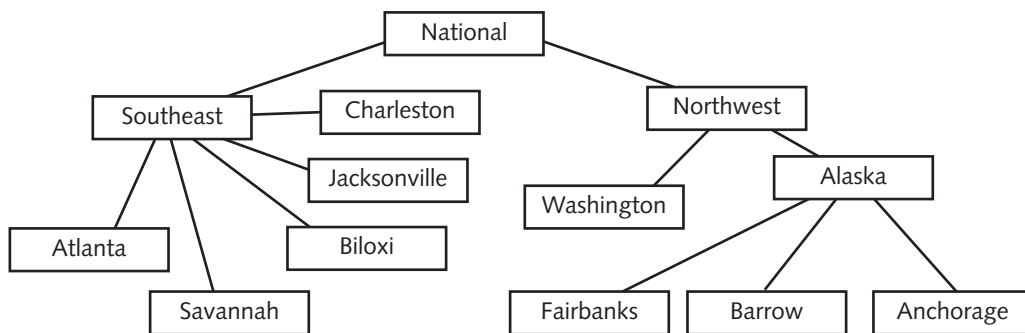 National
Southeast
Charleston
Northwest
Jacksonville
Alaska
Washington
Atlanta
Biloxi
Savannah
Fairbanks
Barrow
Anchorage